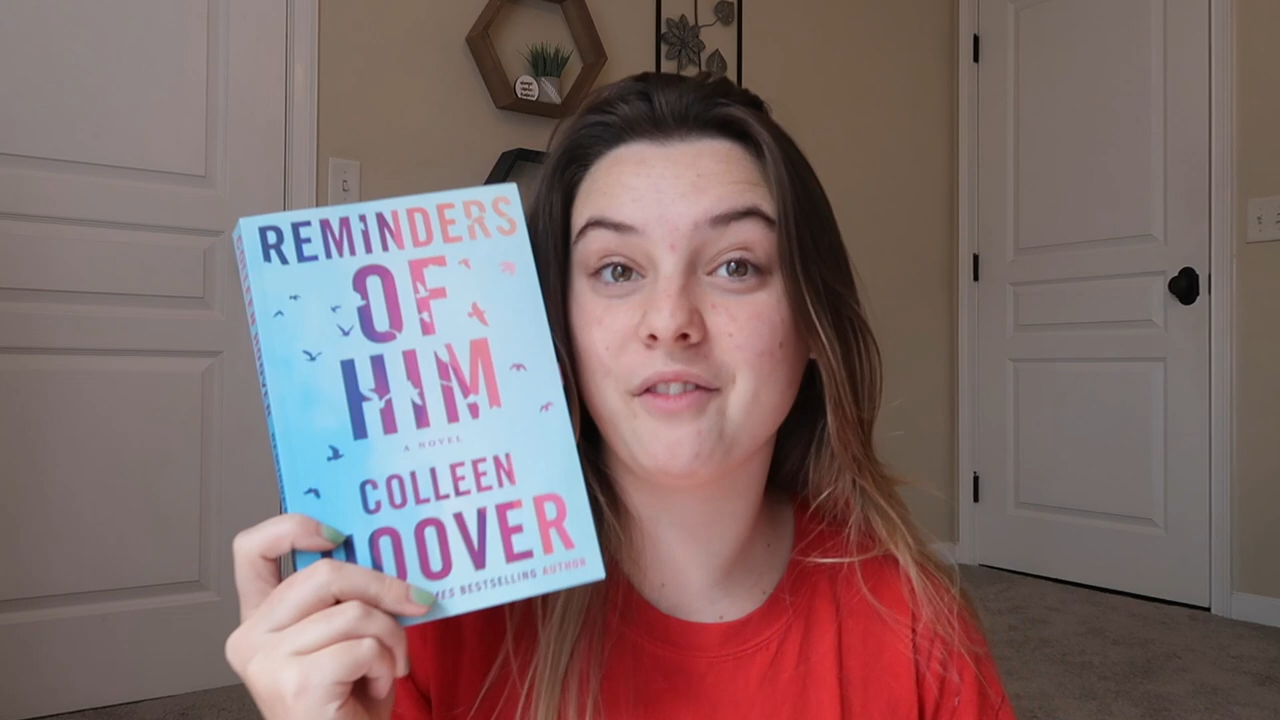 REMINDERS
OF
HIM
A NOVEL
COLLEEN
HOOVER
BESTSELLING AUTHOR